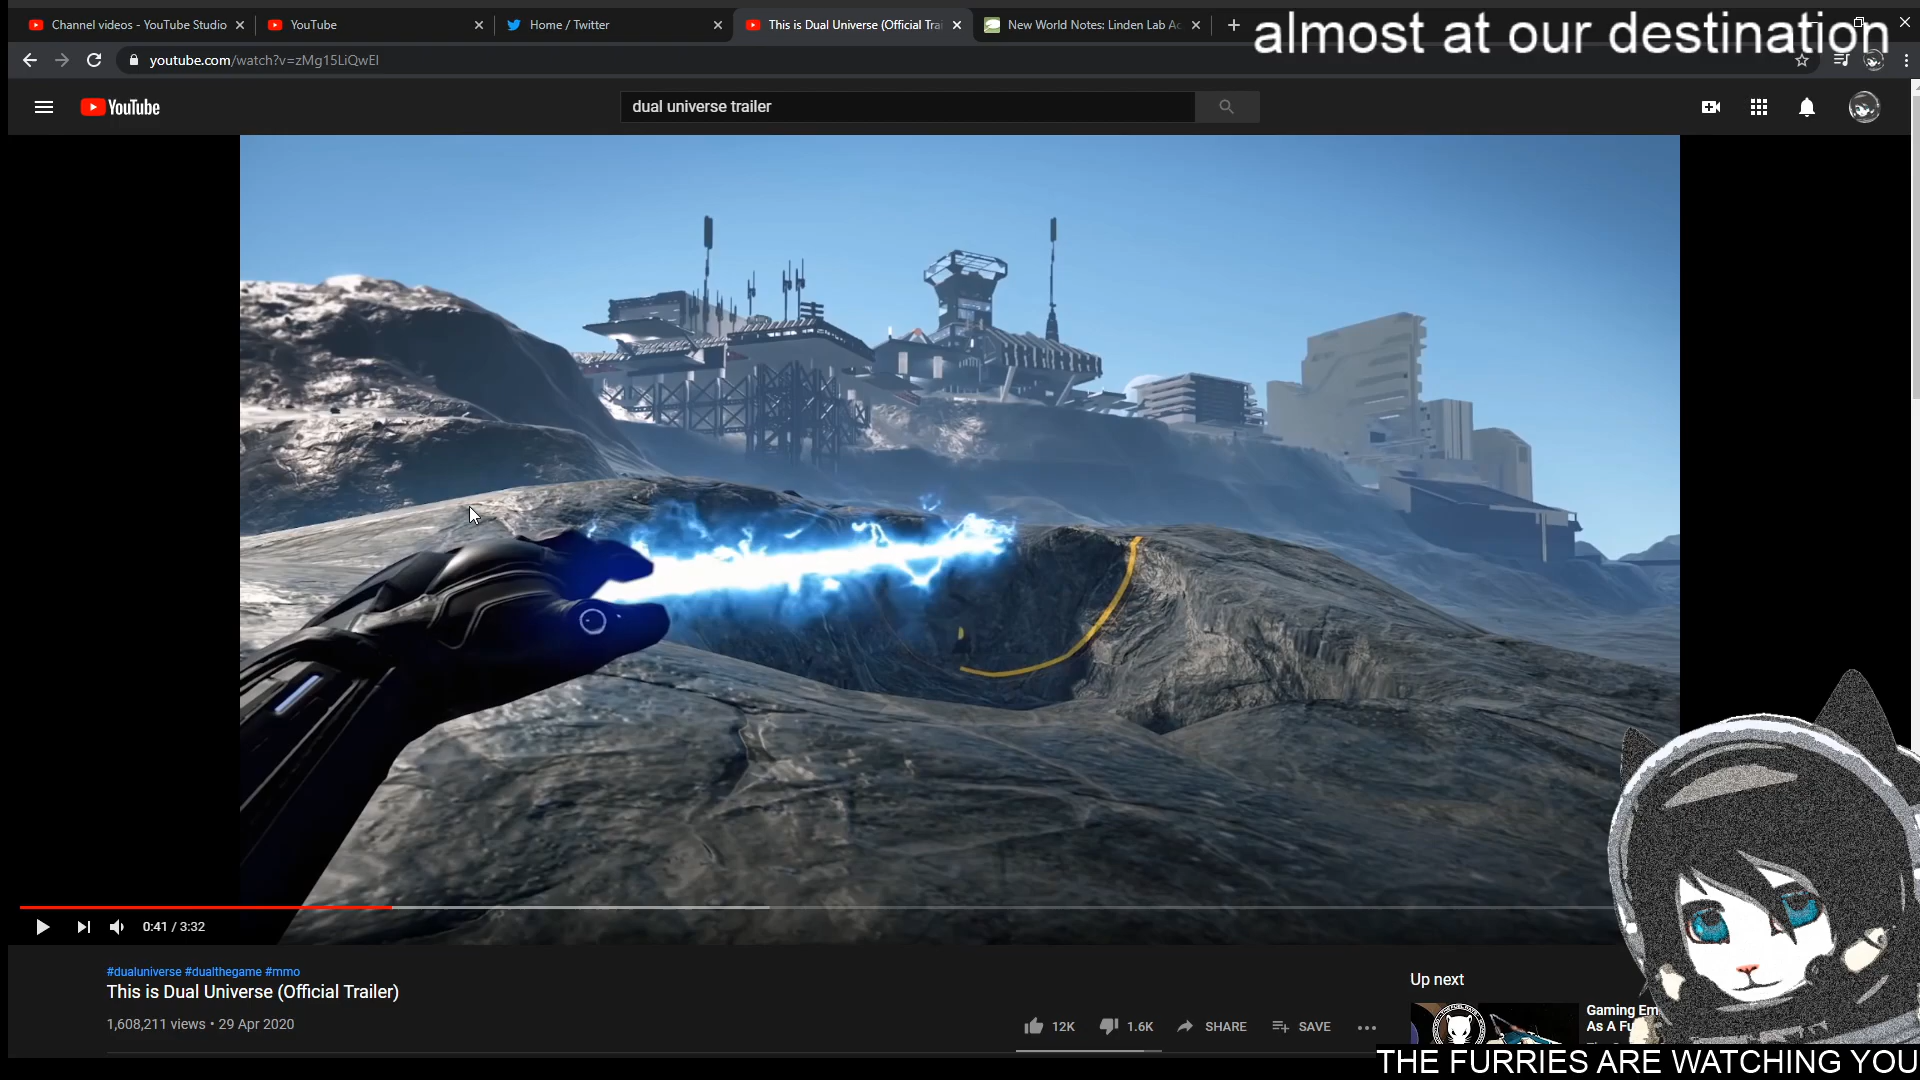 Channel videos - YouTube Studio
YouTube
Home / Twitter
This is Dual Universe (Official Trai
New World Notes: Linden Lab Ac
almost at our destination
youtube.com/watch?v=zMg15LiQwEI
YouTube
dual universe trailer
0:41 / 3:32
#dualuniverse #dualthegame #mmo
This is Dual Universe (Official Trailer)
1,608,211 views • 29 Apr 2020
12K
1.6K
SHARE
SAVE
Up next
Gaming Em
As A Fu
THE FURRIES ARE WATCHING YOU